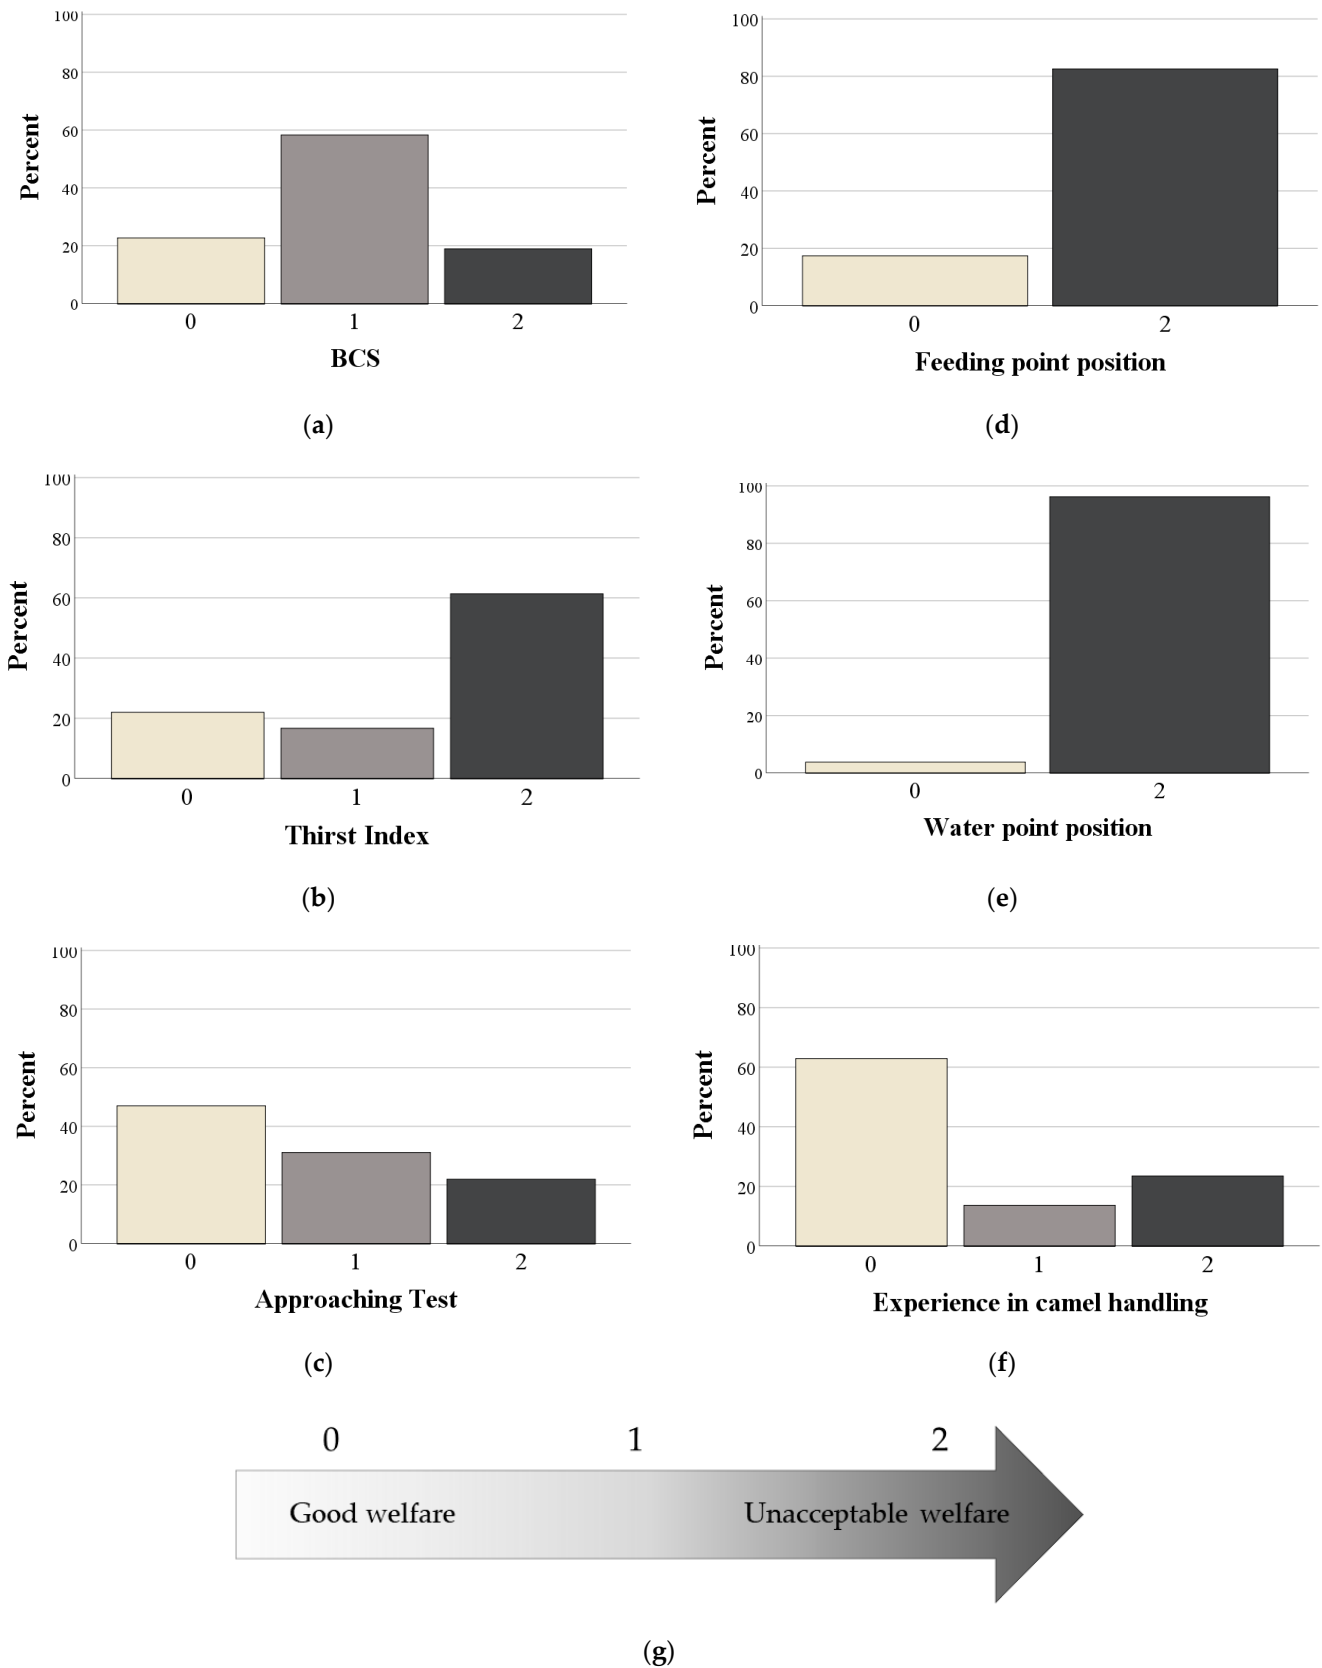 100
80
60
40
20
0
Percent
0 1 2
BCS
(a)
100
80
60
40
20
0
Percent
0 2
Feeding point position
(d)
100
80
60
40
20
0
Percent
0 1 2
Thirst Index
(b)
100
80
60
40
20
0
Percent
0 2
Water point position
(e)
100
80
60
40
20
0
Percent
0 1 2
Approaching Test
(c)
100
80
60
40
20
0
Percent
0 1 2
Experience in camel handling
(f)
0 1 2
Good welfare Unacceptable welfare
(g)